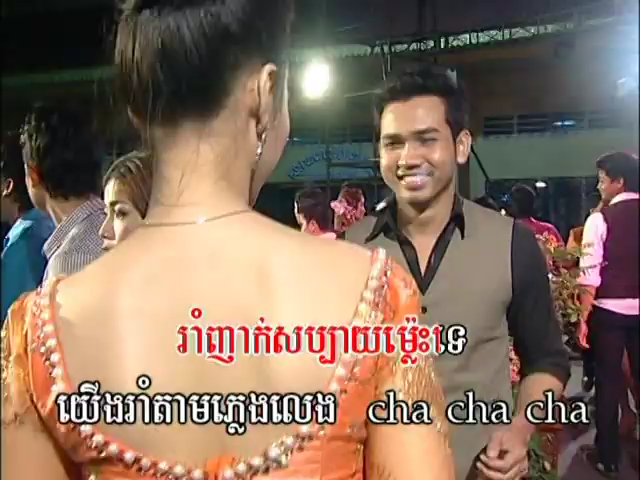 រាំញាក់សប្បាយម្ល៉េះទេ
យើងរាំតាមភ្លេងលេង cha cha cha